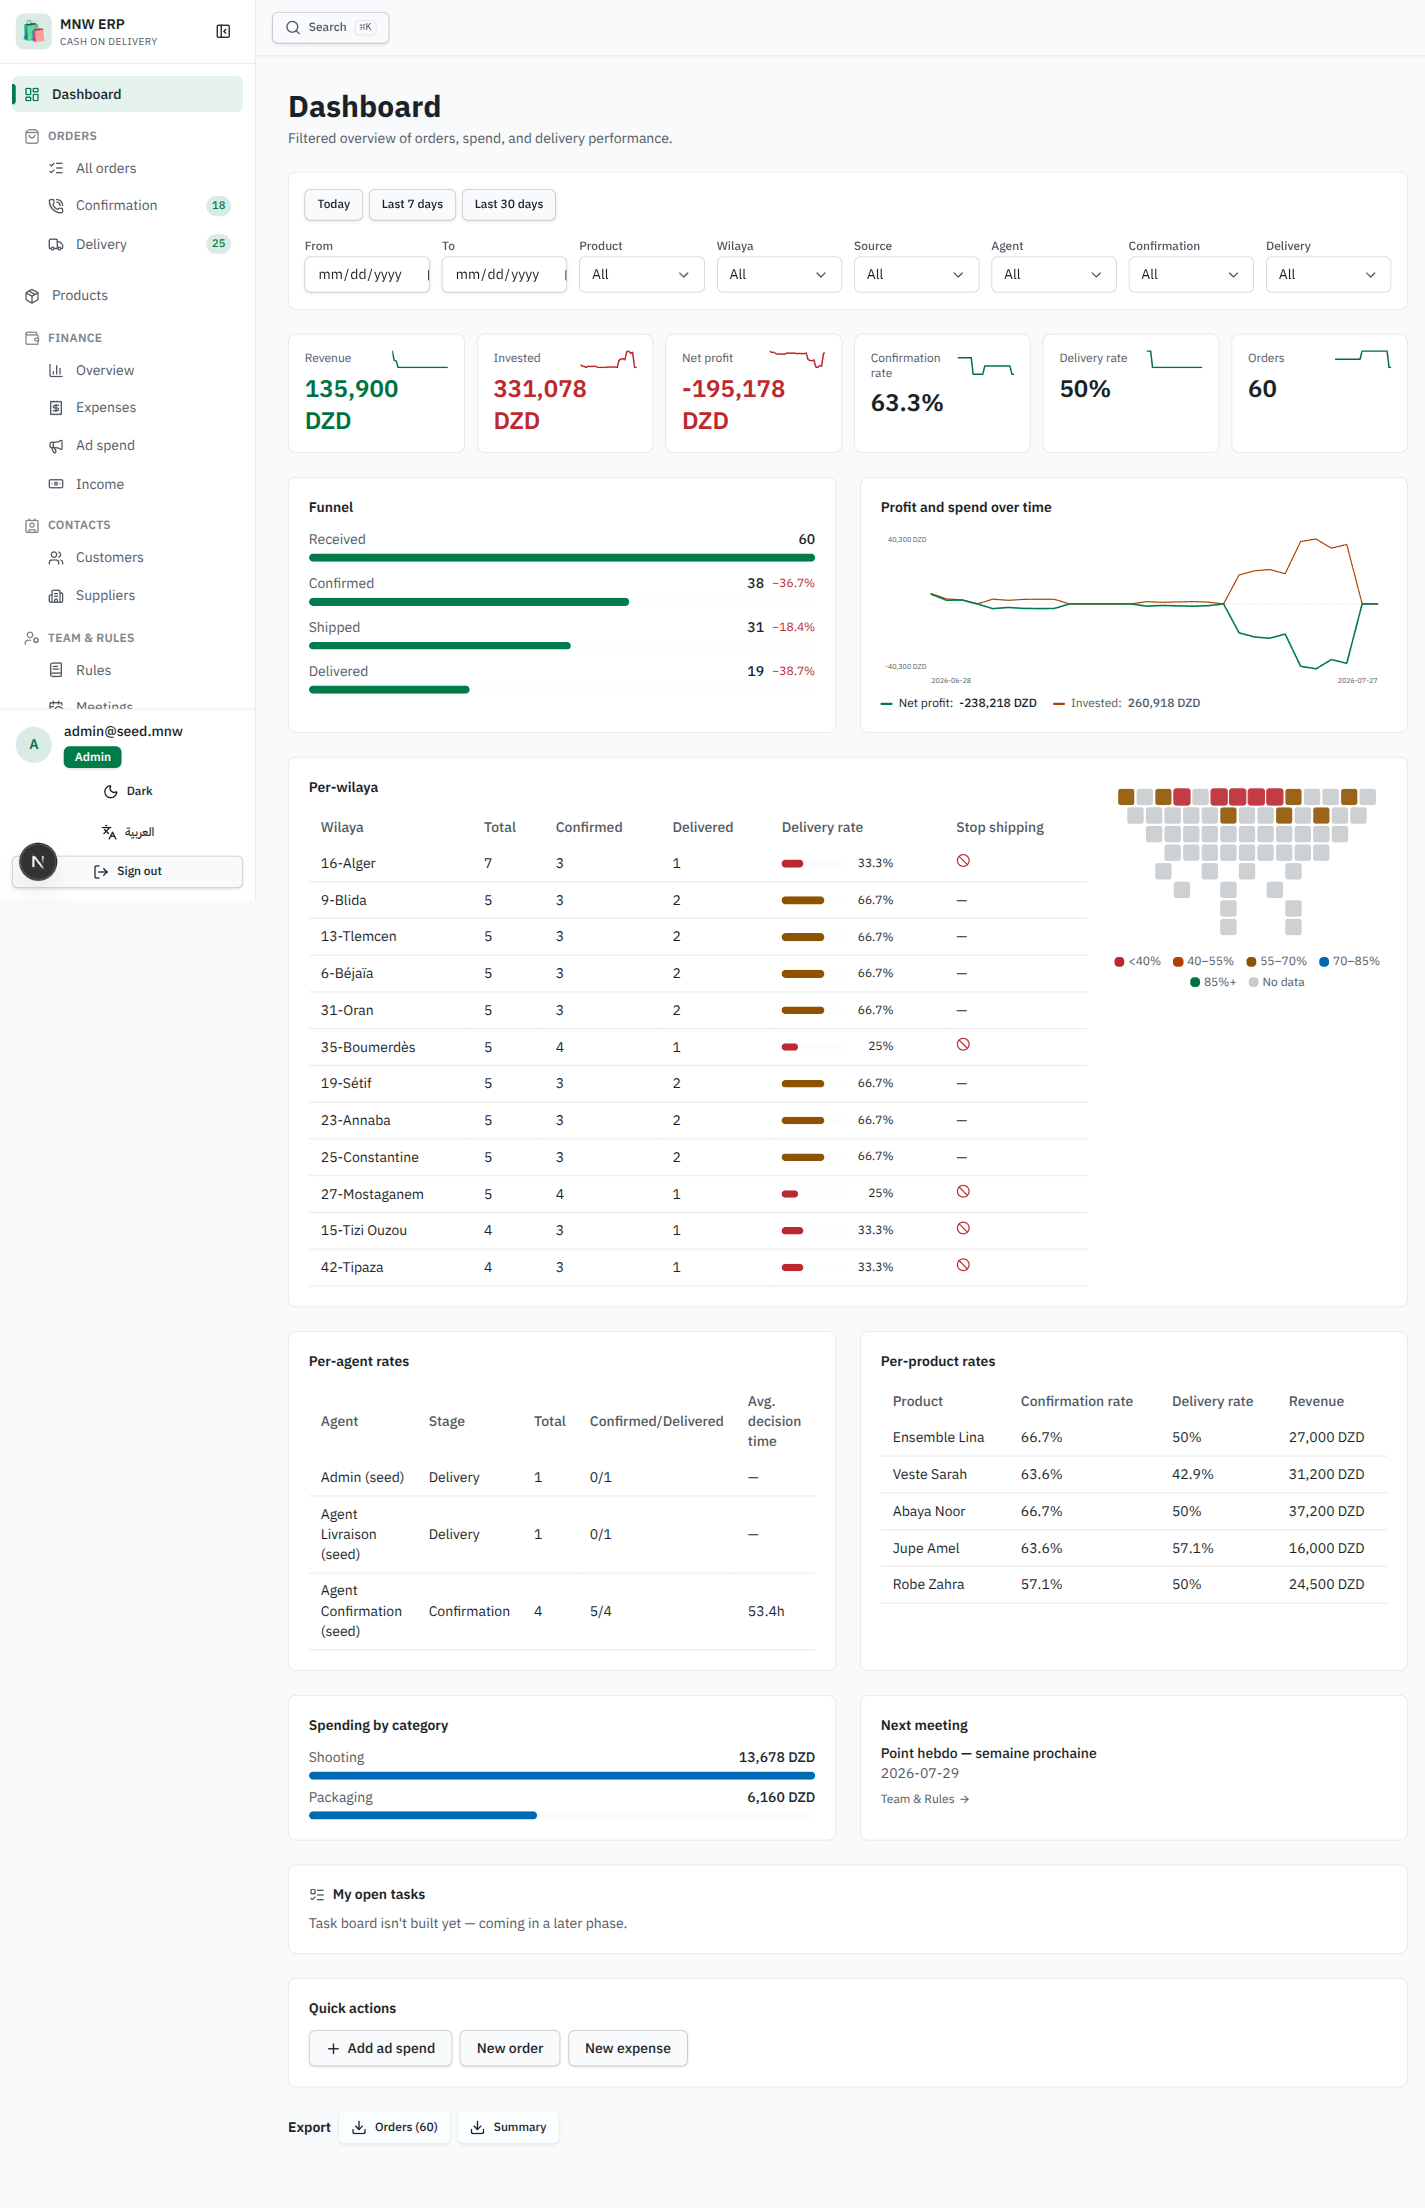 MNW ERP
CASH ON DELIVERY
Search ⌘K
Dashboard
ORDERS
All orders
Confirmation 18
Delivery 25
Products
FINANCE
Overview
Expenses
Ad spend
Income
CONTACTS
Customers
Suppliers
TEAM & RULES
Rules
Meetings
A
admin@seed.mnw
Admin
Dark
العربية
N
Sign out
Dashboard
Filtered overview of orders, spend, and delivery performance.
Today Last 7 days Last 30 days
From To Product Wilaya Source Agent Confirmation Delivery
mm/dd/yyyy mm/dd/yyyy All All All All All All
Revenue
135,900
DZD
Invested
331,078
DZD
Net profit
-195,178
DZD
Confirmation
rate
63.3%
Delivery rate
50%
Orders
60
Funnel
Received 60
Confirmed 38 −36.7%
Shipped 31 −18.4%
Delivered 19 −38.7%
Profit and spend over time
40,300 DZD
-40,300 DZD
2026-06-28 2026-07-27
Net profit: -238,218 DZD Invested: 260,918 DZD
Per-wilaya
Wilaya Total Confirmed Delivered Delivery rate Stop shipping
16-Alger 7 3 1 33.3%
9-Blida 5 3 2 66.7% —
13-Tlemcen 5 3 2 66.7% —
6-Béjaïa 5 3 2 66.7% —
31-Oran 5 3 2 66.7% —
35-Boumerdès 5 4 1 25%
19-Sétif 5 3 2 66.7% —
23-Annaba 5 3 2 66.7% —
25-Constantine 5 3 2 66.7% —
27-Mostaganem 5 4 1 25%
15-Tizi Ouzou 4 3 1 33.3%
42-Tipaza 4 3 1 33.3%
<40% 40–55% 55–70% 70–85%
85%+ No data
Per-agent rates
Agent Stage Total Confirmed/Delivered Avg. decision time
Admin (seed) Delivery 1 0/1 —
Agent Livraison (seed) Delivery 1 0/1 —
Agent Confirmation (seed) Confirmation 4 5/4 53.4h
Per-product rates
Product Confirmation rate Delivery rate Revenue
Ensemble Lina 66.7% 50% 27,000 DZD
Veste Sarah 63.6% 42.9% 31,200 DZD
Abaya Noor 66.7% 50% 37,200 DZD
Jupe Amel 63.6% 57.1% 16,000 DZD
Robe Zahra 57.1% 50% 24,500 DZD
Spending by category
Shooting 13,678 DZD
Packaging 6,160 DZD
Next meeting
Point hebdo — semaine prochaine
2026-07-29
Team & Rules →
My open tasks
Task board isn't built yet — coming in a later phase.
Quick actions
+ Add ad spend New order New expense
Export Orders (60) Summary